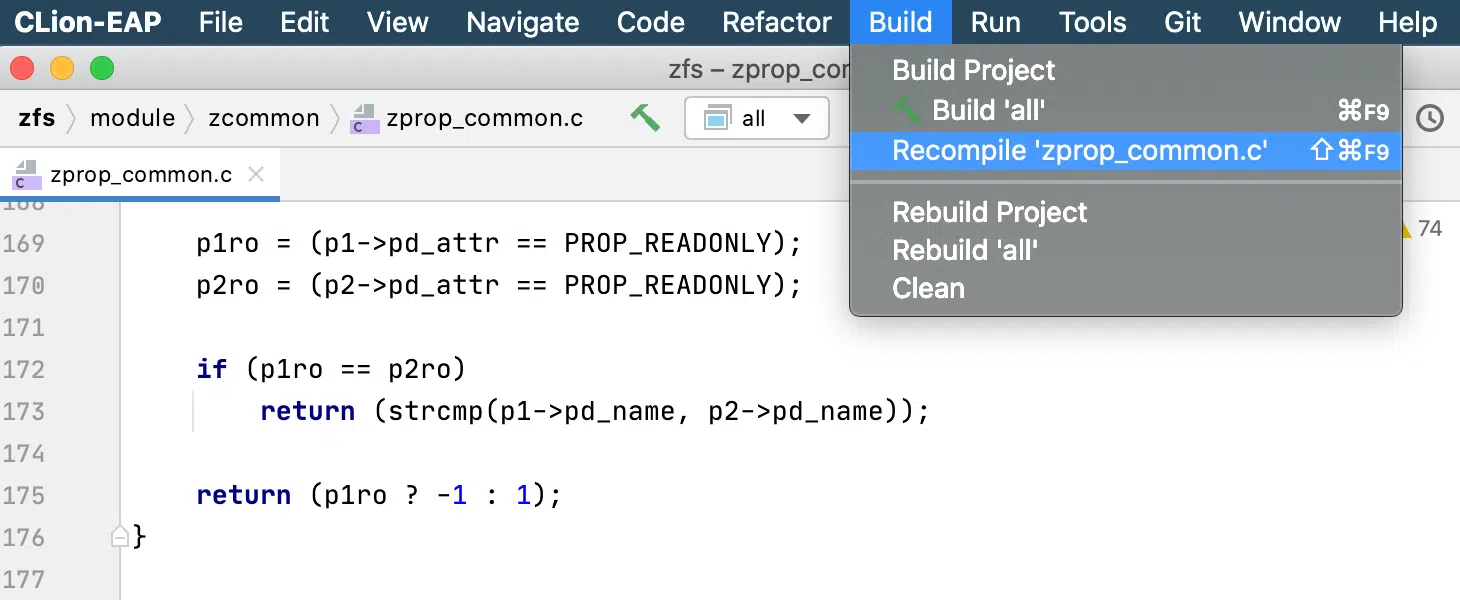 CLion-EAP File Edit View Navigate Code Refactor Build Run Tools Git Window Help
zfs – zprop_cor
zfs module zcommon zprop_common.c all
zprop_common.c
Build Project
Build 'all' ⌘F9
Recompile 'zprop_common.c' ⇧⌘F9
Rebuild Project
Rebuild 'all'
Clean
74
168
169 p1ro = (p1->pd_attr == PROP_READONLY);
170 p2ro = (p2->pd_attr == PROP_READONLY);
171
172 if (p1ro == p2ro)
173 return (strcmp(p1->pd_name, p2->pd_name));
174
175 return (p1ro ? -1 : 1);
176 }
177